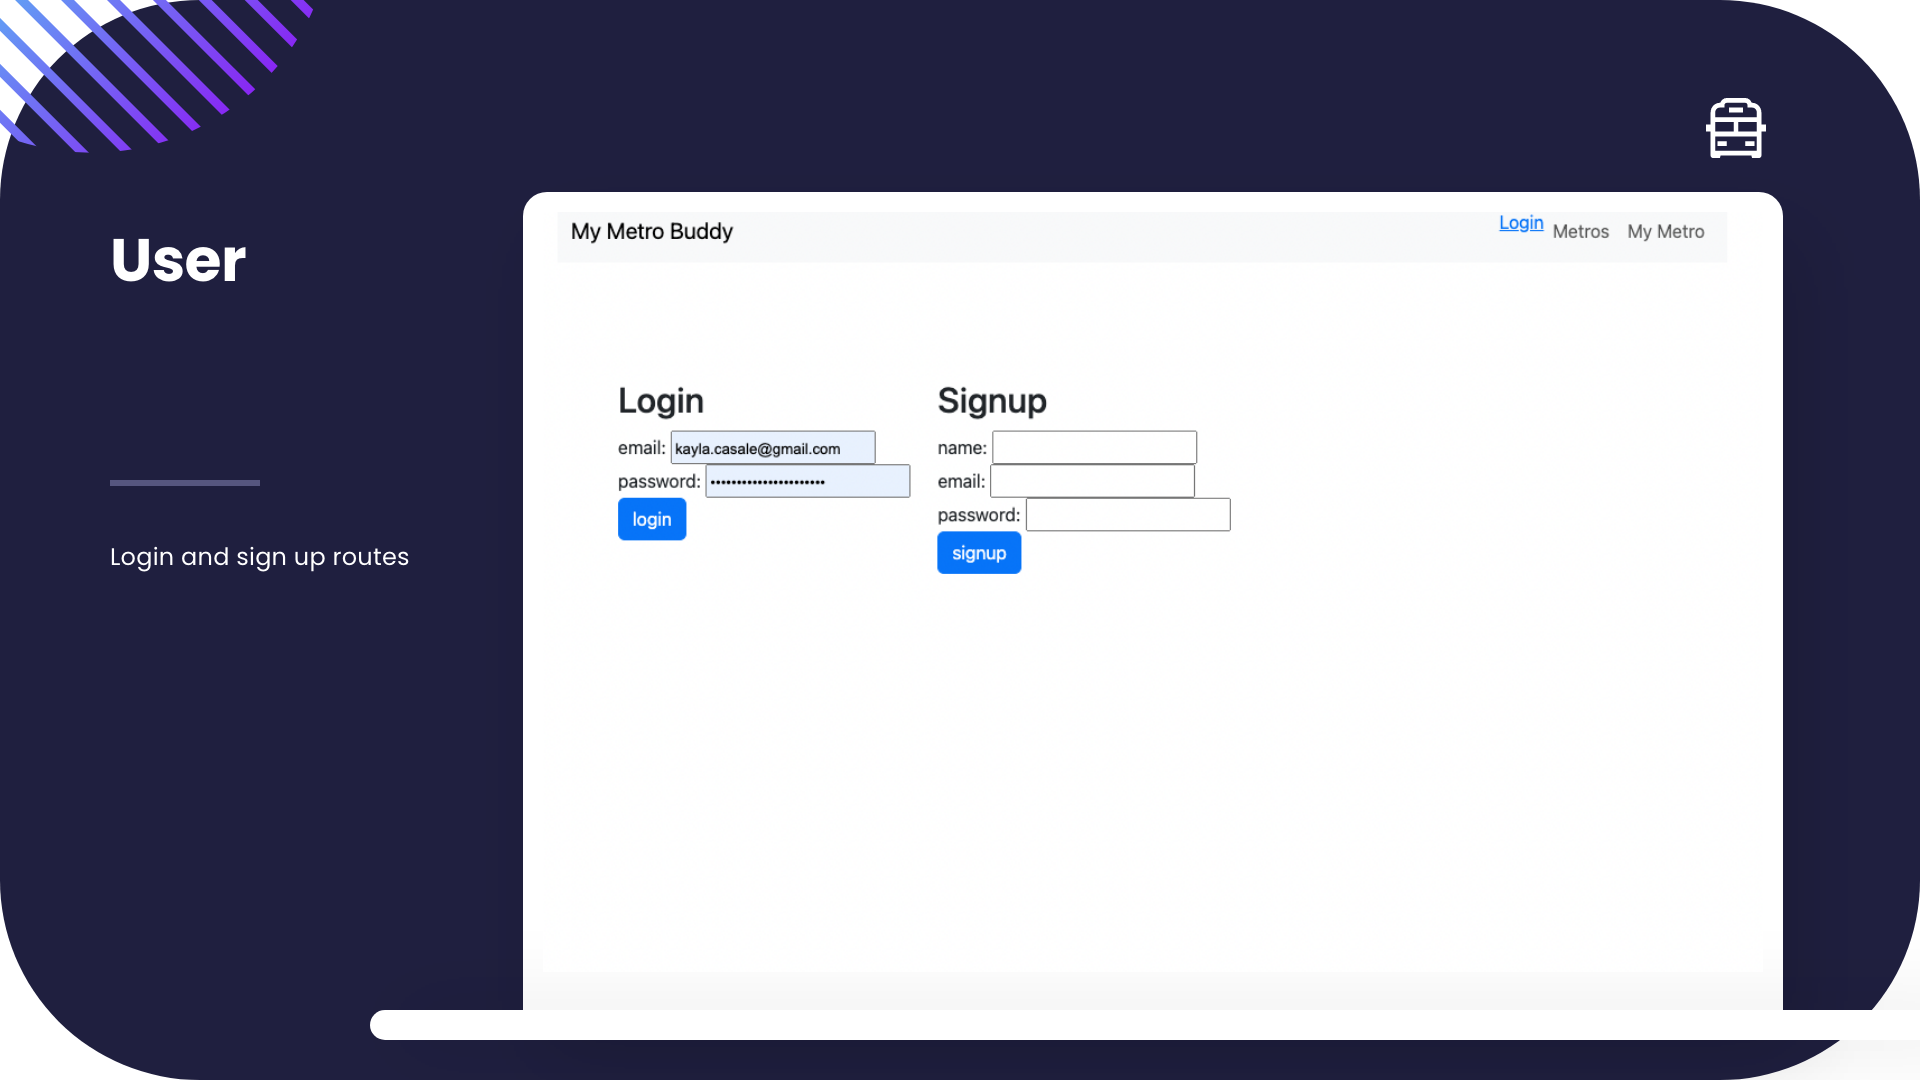 User
Login and sign up routes
My Metro Buddy
Login Metros My Metro
Login
email: kayla.casale@gmail.com
password: ••••••••••••••••••••••
login
Signup
name:
email:
password:
signup